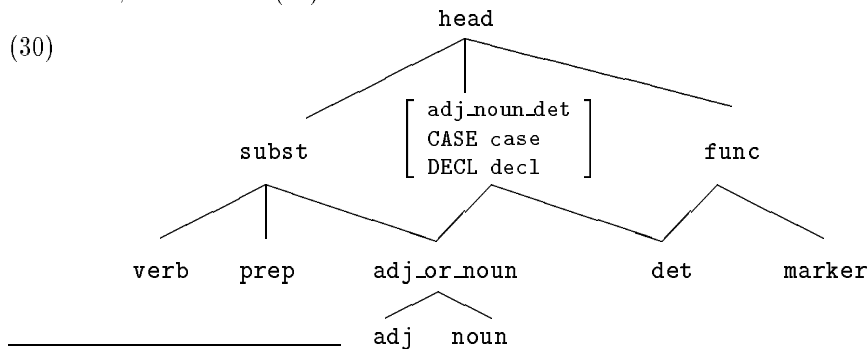 head
(30)
adj_noun_det
CASE case
DECL decl
subst
func
verb prep adj_or_noun det marker
adj noun